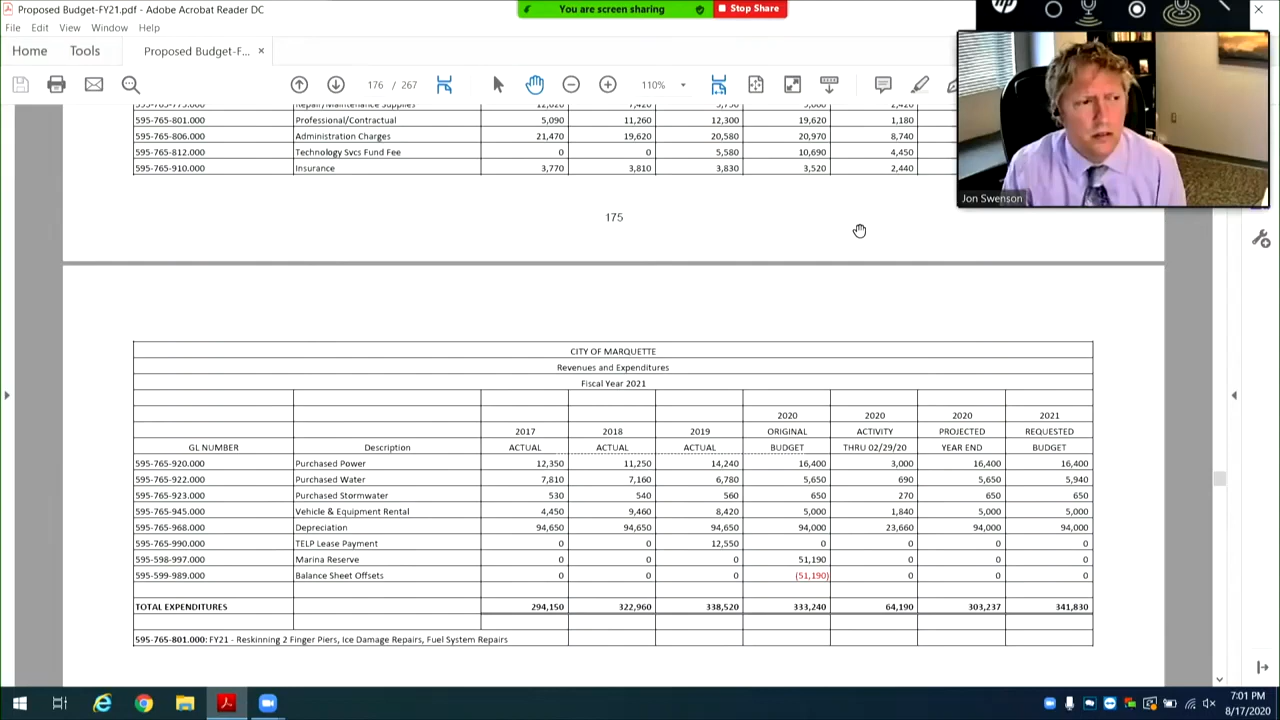 Proposed Budget-FY21.pdf - Adobe Acrobat Reader DC
You are screen sharing
Stop Share
File Edit View Window Help
Home Tools Proposed Budget-F... ×
176 / 267 110%
595-765-775.000 Repair/Maintenance Supplies
595-765-801.000 Professional/Contractual 5,090 11,260 12,300 19,620 1,180
595-765-806.000 Administration Charges 21,470 19,620 20,580 20,970 8,740
595-765-812.000 Technology Svcs Fund Fee 0 0 5,580 10,690 4,450
595-765-910.000 Insurance 3,770 3,810 3,830 3,520 2,440
Jon Swenson
175
CITY OF MARQUETTE
Revenues and Expenditures
Fiscal Year 2021
2020 2020 2020 2021
2017 2018 2019 ORIGINAL ACTIVITY PROJECTED REQUESTED
GL NUMBER Description ACTUAL ACTUAL ACTUAL BUDGET THRU 02/29/20 YEAR END BUDGET
595-765-920.000 Purchased Power 12,350 11,250 14,240 16,400 3,000 16,400 16,400
595-765-922.000 Purchased Water 7,810 7,160 6,780 5,650 690 5,650 5,940
595-765-923.000 Purchased Stormwater 530 540 560 650 270 650 650
595-765-945.000 Vehicle & Equipment Rental 4,450 9,460 8,420 5,000 1,840 5,000 5,000
595-765-968.000 Depreciation 94,650 94,650 94,650 94,000 23,660 94,000 94,000
595-765-990.000 TELP Lease Payment 0 0 12,550 0 0 0 0
595-598-997.000 Marina Reserve 0 0 0 51,190 0 0 0
595-599-989.000 Balance Sheet Offsets 0 0 0 (51,190) 0 0 0
TOTAL EXPENDITURES 294,150 322,960 338,520 333,240 64,190 303,237 341,830
595-765-801.000: FY21 - Reskinning 2 Finger Piers, Ice Damage Repairs, Fuel System Repairs
7:01 PM
8/17/2020